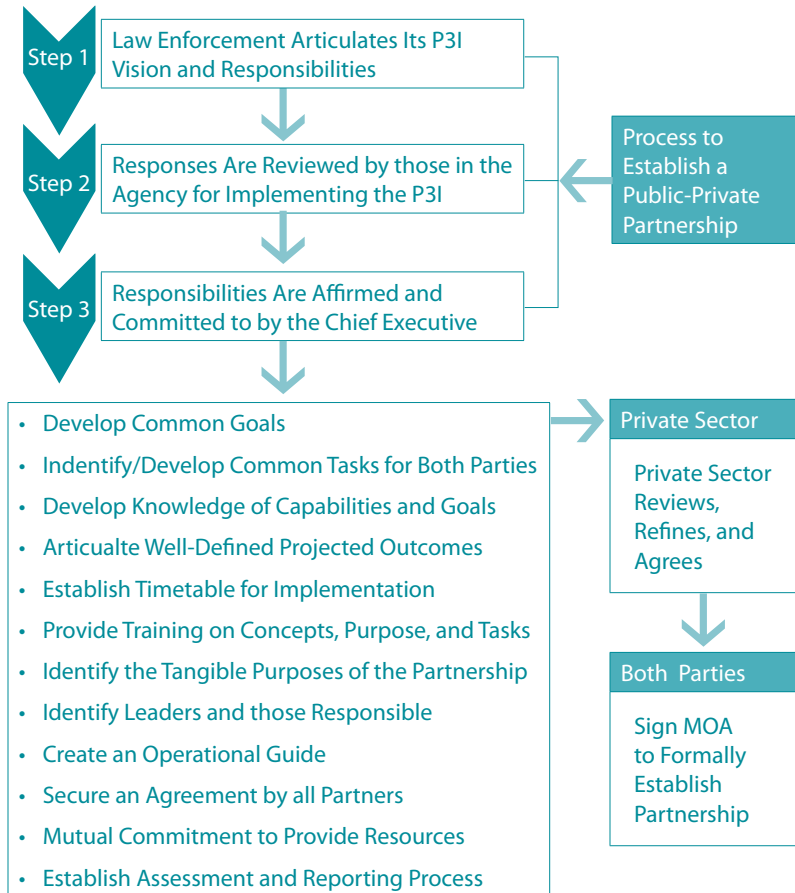 Step 1
Law Enforcement Articulates Its P3I
Vision and Responsibilities
Step 2
Responses Are Reviewed by those in the
Agency for Implementing the P3I
Step 3
Responsibilities Are Affirmed and
Committed to by the Chief Executive
Process to
Establish a
Public-Private
Partnership
• Develop Common Goals
• Indentify/Develop Common Tasks for Both Parties
• Develop Knowledge of Capabilities and Goals
• Articualte Well-Defined Projected Outcomes
• Establish Timetable for Implementation
• Provide Training on Concepts, Purpose, and Tasks
• Identify the Tangible Purposes of the Partnership
• Identify Leaders and those Responsible
• Create an Operational Guide
• Secure an Agreement by all Partners
• Mutual Commitment to Provide Resources
• Establish Assessment and Reporting Process
Private Sector
Private Sector
Reviews,
Refines, and
Agrees
Both Parties
Sign MOA
to Formally
Establish
Partnership